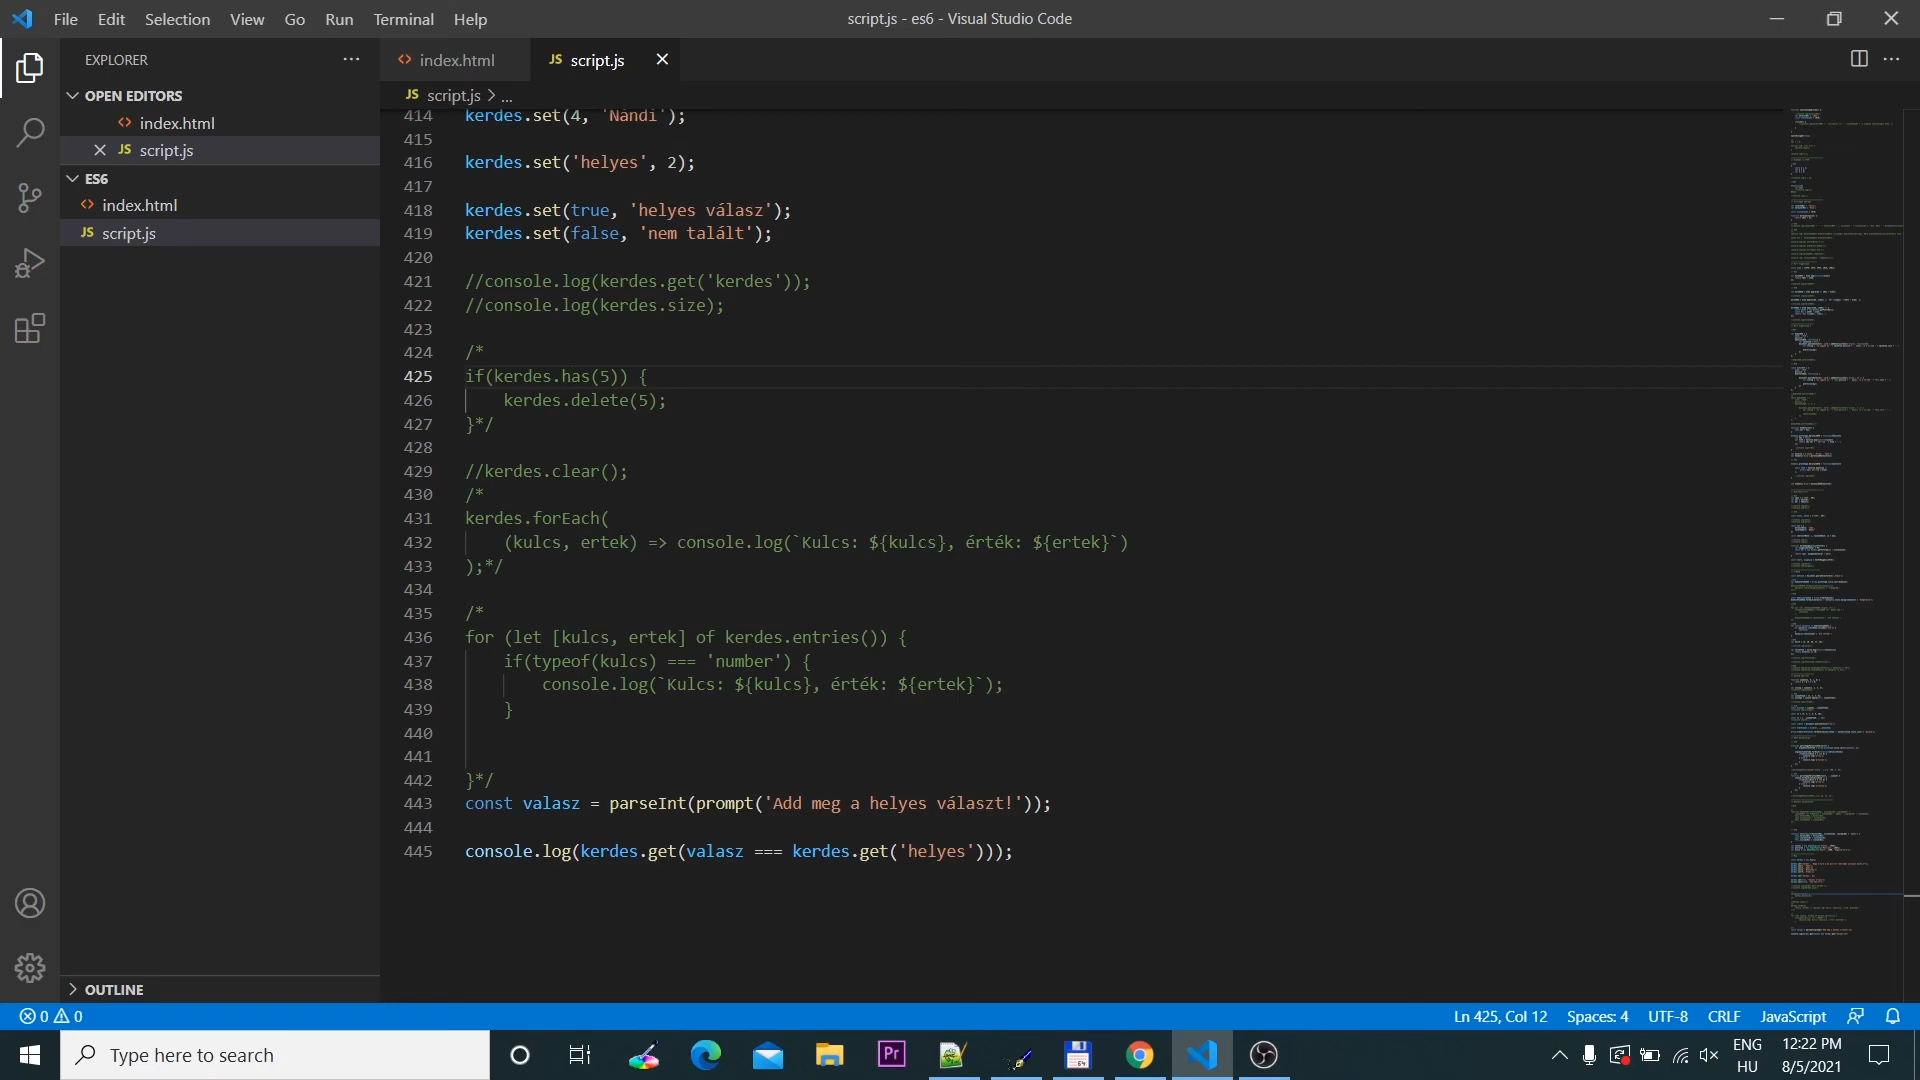 File Edit Selection View Go Run Terminal Help
script.js - es6 - Visual Studio Code
EXPLORER
index.html
JS script.js
OPEN EDITORS
index.html
JS script.js
ES6
index.html
JS script.js
OUTLINE
JS script.js > ...
414 kerdes.set(4, 'Nándi');
415
416 kerdes.set('helyes', 2);
417
418 kerdes.set(true, 'helyes válasz');
419 kerdes.set(false, 'nem talált');
420
421 //console.log(kerdes.get('kerdes'));
422 //console.log(kerdes.size);
423
424 /*
425 if(kerdes.has(5)) {
426 kerdes.delete(5);
427 }*/
428
429 //kerdes.clear();
430 /*
431 kerdes.forEach(
432 (kulcs, ertek) => console.log(`Kulcs: ${kulcs}, érték: ${ertek}`)
433 );*/
434
435 /*
436 for (let [kulcs, ertek] of kerdes.entries()) {
437 if(typeof(kulcs) === 'number') {
438 console.log(`Kulcs: ${kulcs}, érték: ${ertek}`);
439 }
440
441
442 }*/
443 const valasz = parseInt(prompt('Add meg a helyes választ!'));
444
445 console.log(kerdes.get(valasz === kerdes.get('helyes')));
0 0
Ln 425, Col 12 Spaces: 4 UTF-8 CRLF JavaScript
Type here to search
Pr
64
ENG
HU
12:22 PM
8/5/2021